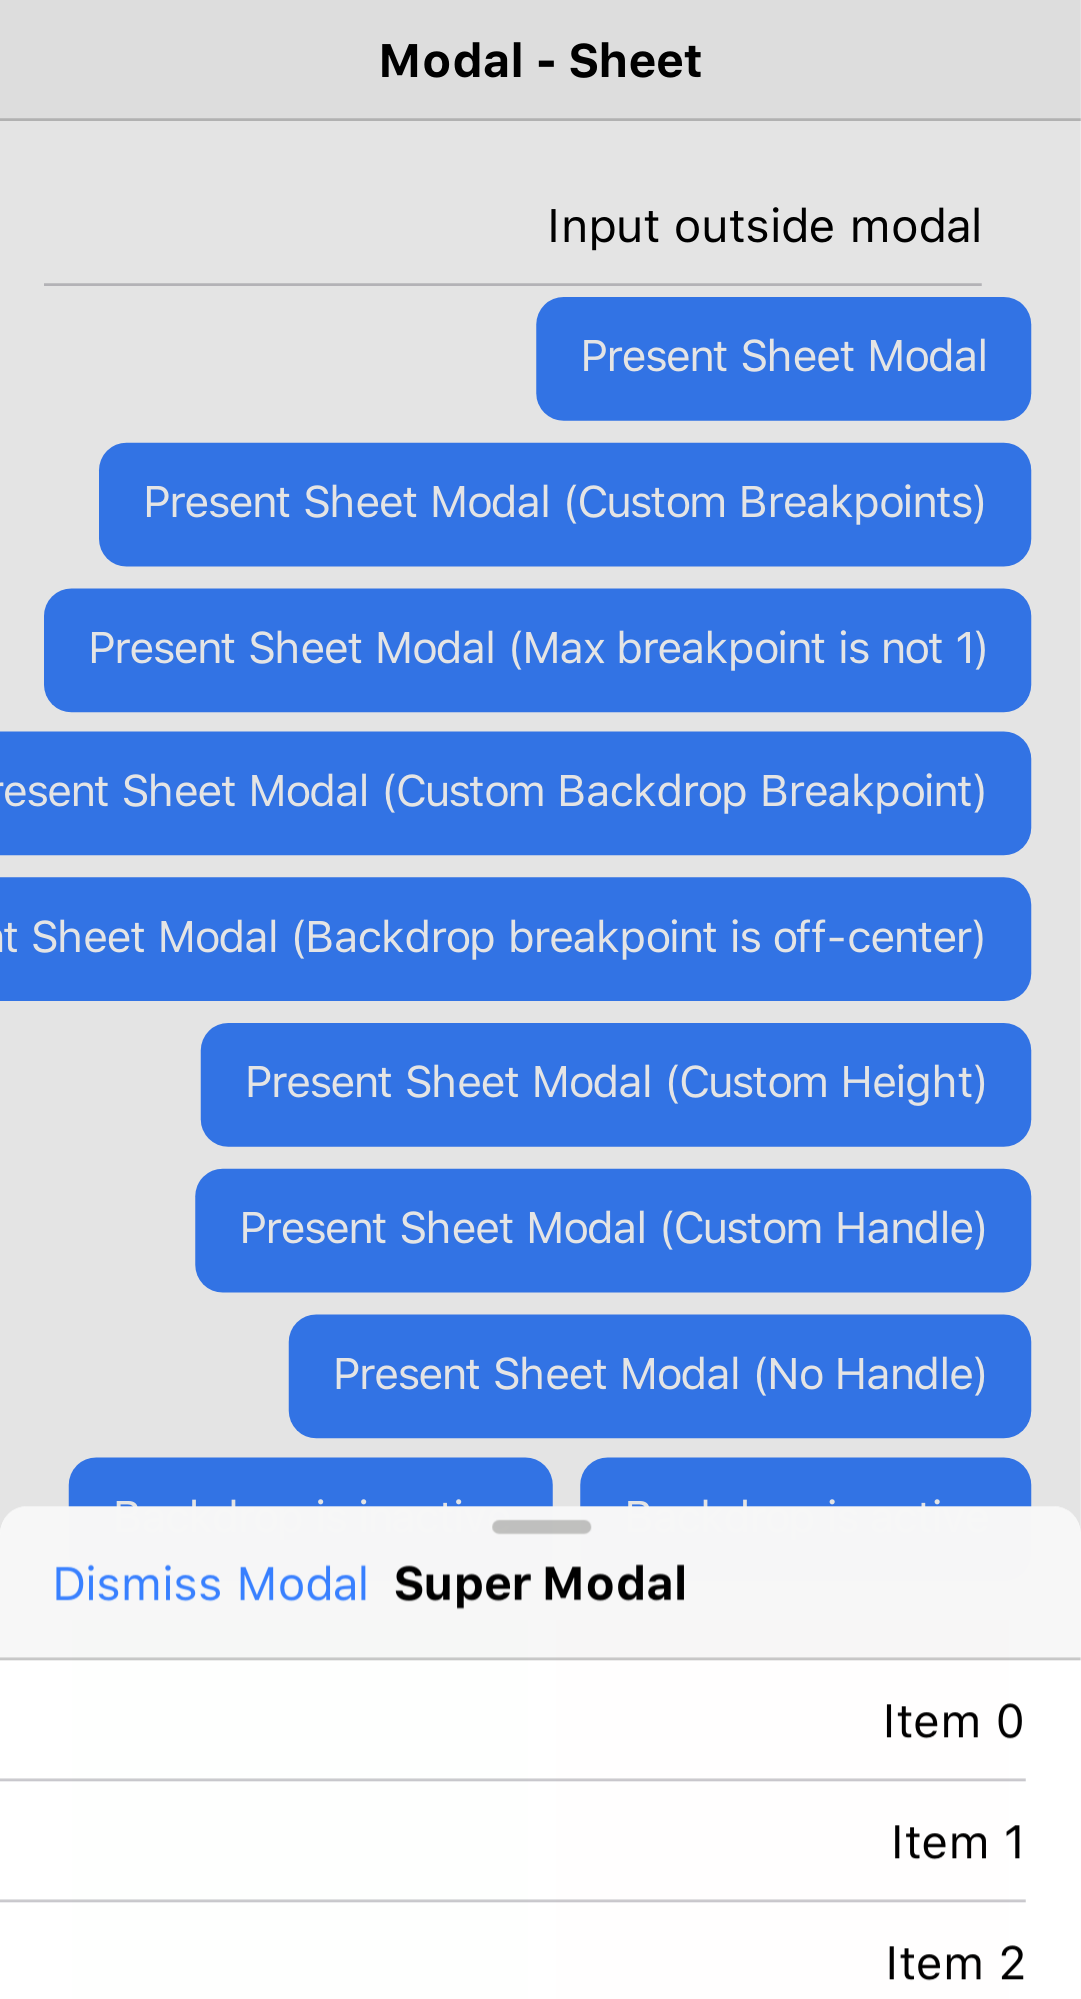 Modal - Sheet
Input outside modal
Present Sheet Modal
Present Sheet Modal (Custom Breakpoints)
Present Sheet Modal (Max breakpoint is not 1)
resent Sheet Modal (Custom Backdrop Breakpoint)
t Sheet Modal (Backdrop breakpoint is off-center)
Present Sheet Modal (Custom Height)
Present Sheet Modal (Custom Handle)
Present Sheet Modal (No Handle)
Dismiss Modal Super Modal
Item 0
Item 1
Item 2